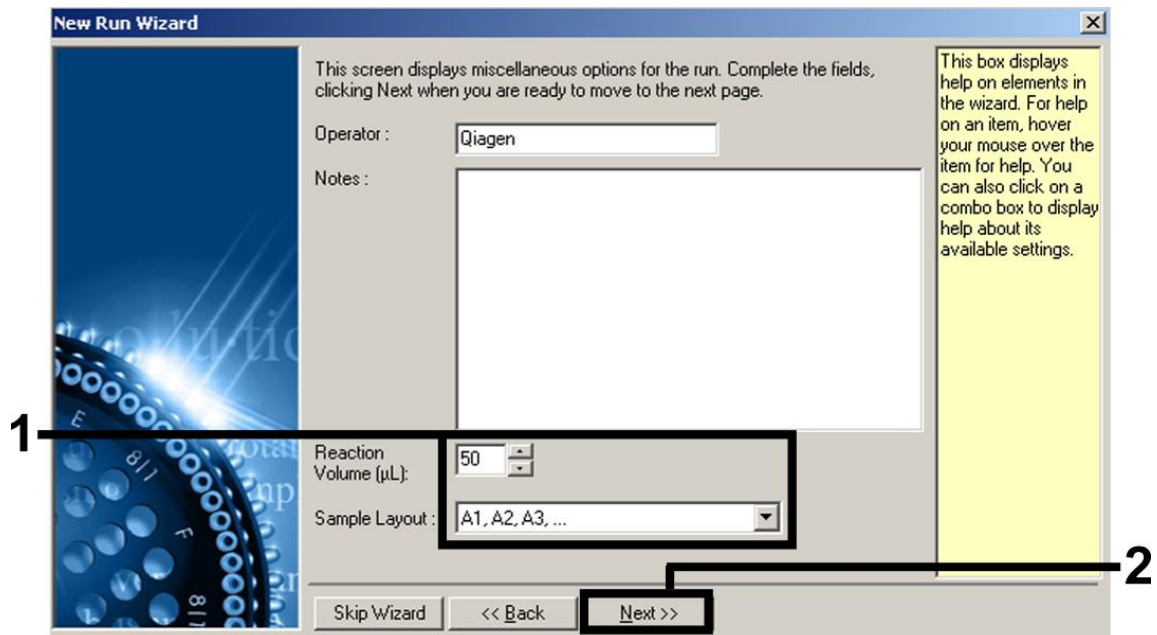 New Run Wizard
This screen displays miscellaneous options for the run. Complete the fields,
clicking Next when you are ready to move to the next page.
Operator :
Qiagen
Notes :
Reaction
Volume (µL):
50
Sample Layout :
A1, A2, A3, ...
Skip Wizard
<< Back
Next >>
This box displays
help on elements in
the wizard. For help
on an item, hover
your mouse over the
item for help. You
can also click on a
combo box to display
help about its
available settings.
1
2
E
8|1
F
8|1